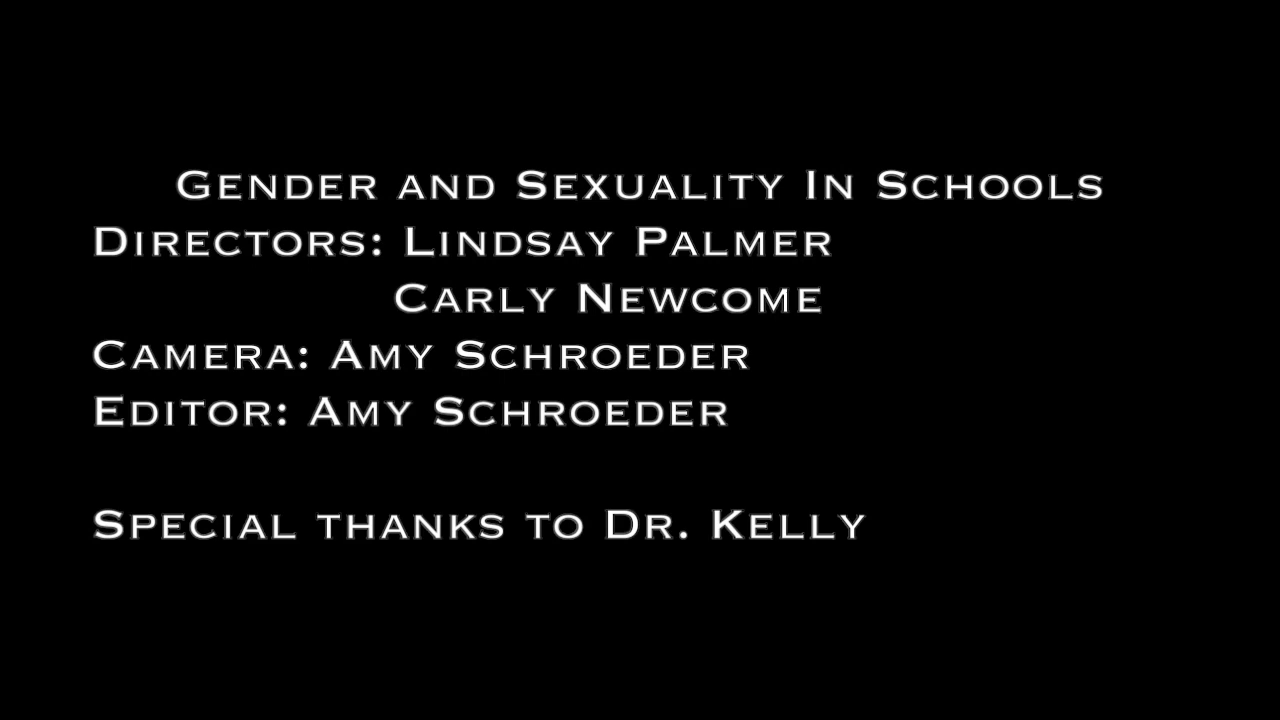 Gender and Sexuality In Schools
Directors: Lindsay Palmer
Carly Newcome
Camera: Amy Schroeder
Editor: Amy Schroeder
Special thanks to Dr. Kelly